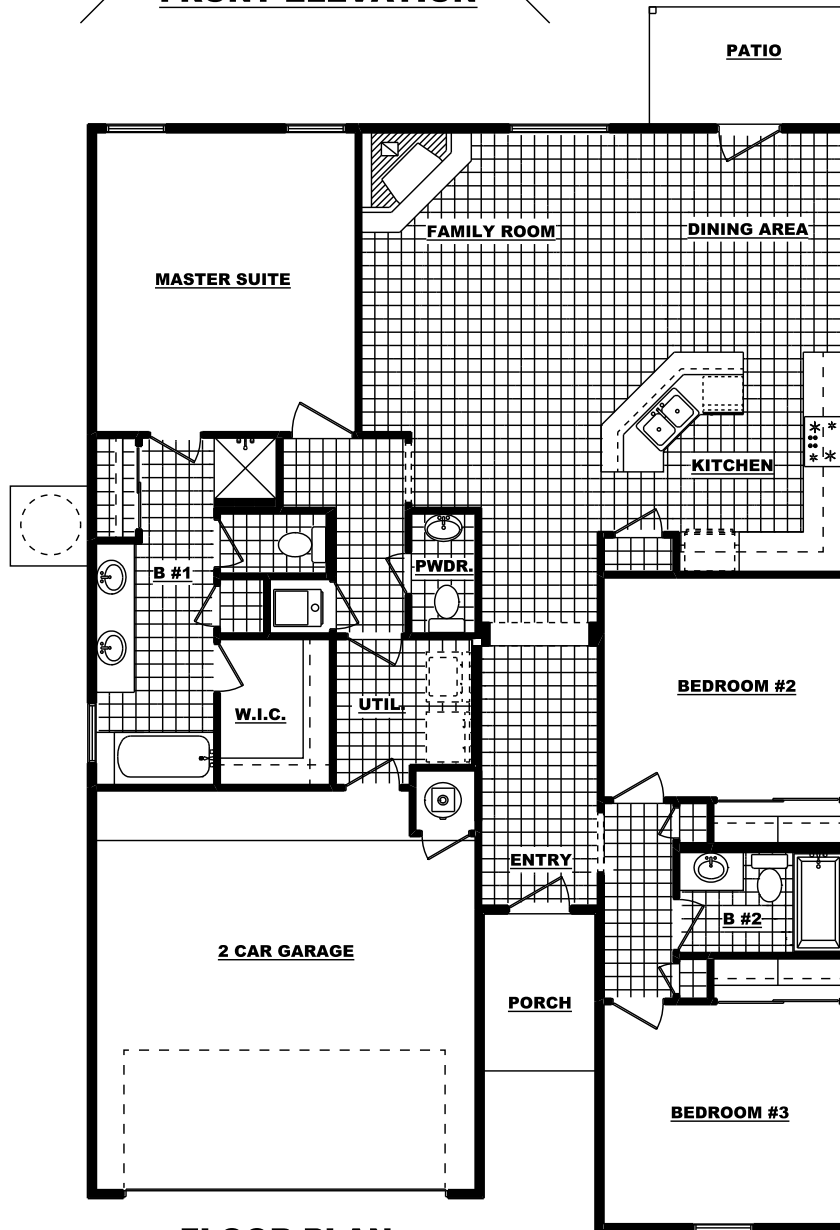 FRONT ELEVATION
PATIO
FAMILY ROOM
DINING AREA
MASTER SUITE
KITCHEN
PWDR.
B #1
BEDROOM #2
UTIL.
W.I.C.
ENTRY
B #2
2 CAR GARAGE
PORCH
BEDROOM #3
FLOOR PLAN